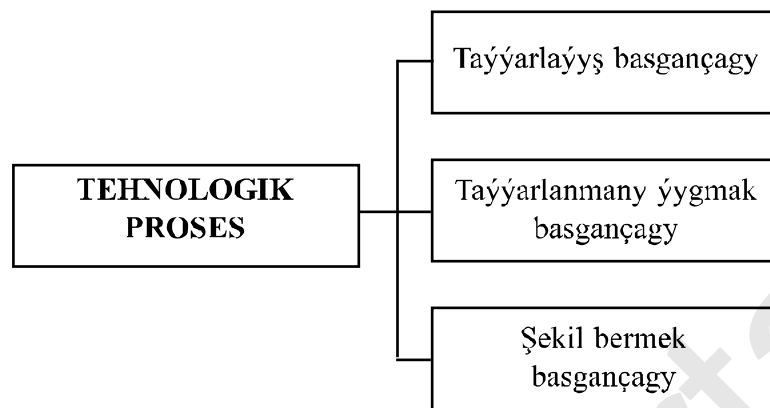 Taýýarlaýyş basgançagy
TEHNOLOGIK
PROSES
Taýýarlanmany ýygmak
basgançagy
Şekil bermek
basgançagy